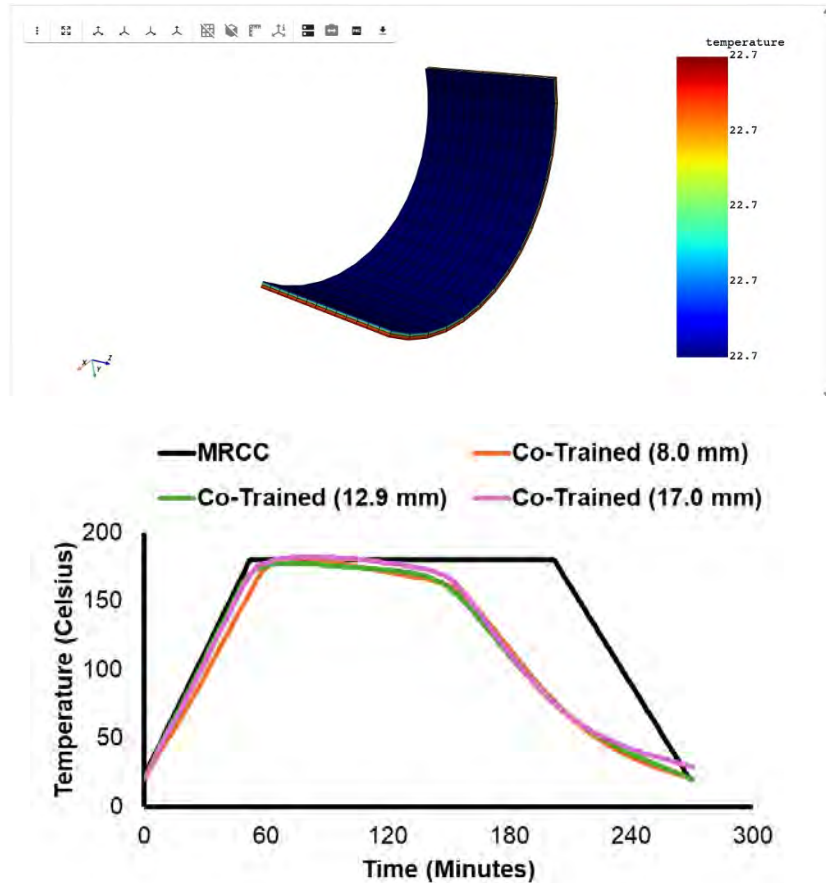 temperature
22.7
22.7
22.7
22.7
22.7
X Z
Y
MRCC Co-Trained (8.0 mm)
Co-Trained (12.9 mm) Co-Trained (17.0 mm)
Temperature (Celsius)
200
150
100
50
0
0 60 120 180 240 300
Time (Minutes)